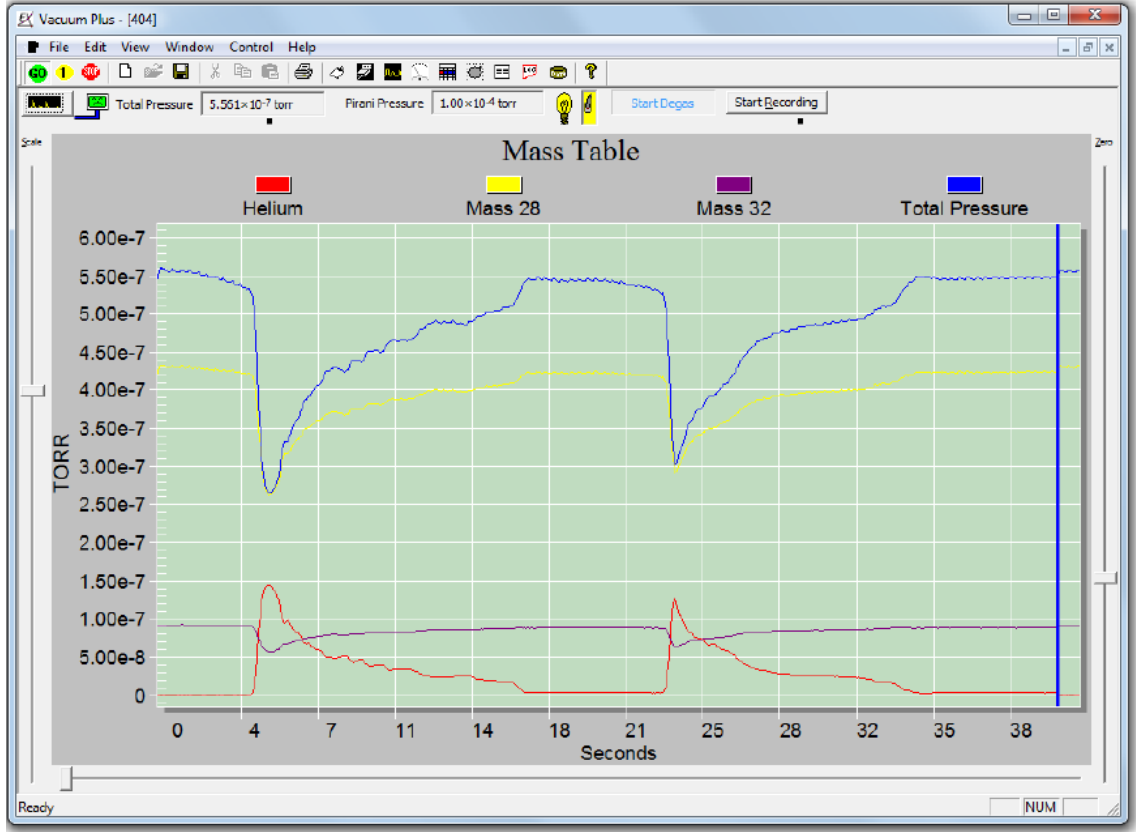 Vacuum Plus - [404]
File Edit View Window Control Help
GO 1 STOP
Total Pressure 5.551×10-7 torr Pirani Pressure 1.00×10-4 torr Start Degas Start Recording
Scale
Zero
Mass Table
Helium Mass 28 Mass 32 Total Pressure
6.00e-7
5.50e-7
5.00e-7
4.50e-7
4.00e-7
3.50e-7
3.00e-7
2.50e-7
2.00e-7
1.50e-7
1.00e-7
5.00e-8
0
TORR
0 4 7 11 14 18 21 25 28 32 35 38
Seconds
Ready NUM